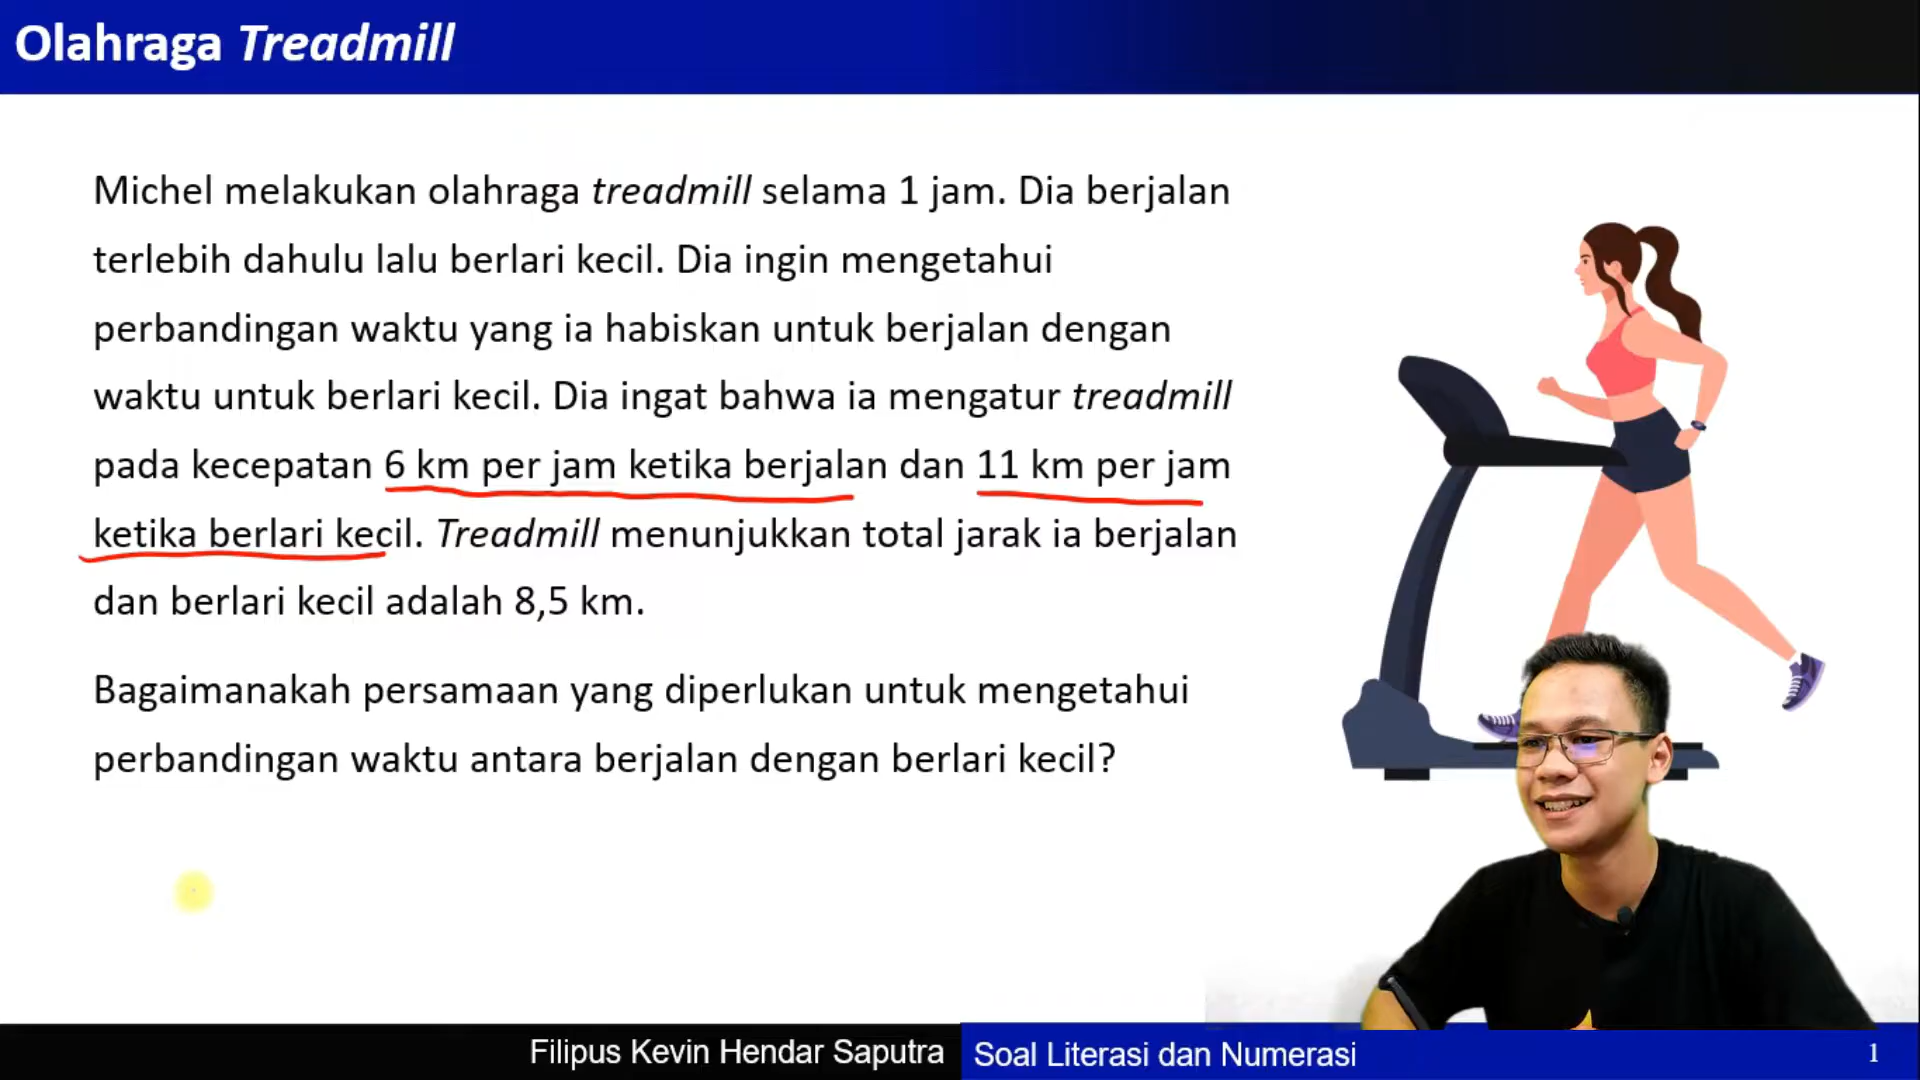 Olahraga Treadmill
Michel melakukan olahraga treadmill selama 1 jam. Dia berjalan
terlebih dahulu lalu berlari kecil. Dia ingin mengetahui
perbandingan waktu yang ia habiskan untuk berjalan dengan
waktu untuk berlari kecil. Dia ingat bahwa ia mengatur treadmill
pada kecepatan 6 km per jam ketika berjalan dan 11 km per jam
ketika berlari kecil. Treadmill menunjukkan total jarak ia berjalan
dan berlari kecil adalah 8,5 km.
Bagaimanakah persamaan yang diperlukan untuk mengetahui
perbandingan waktu antara berjalan dengan berlari kecil?
Filipus Kevin Hendar Saputra
Soal Literasi dan Numerasi
1